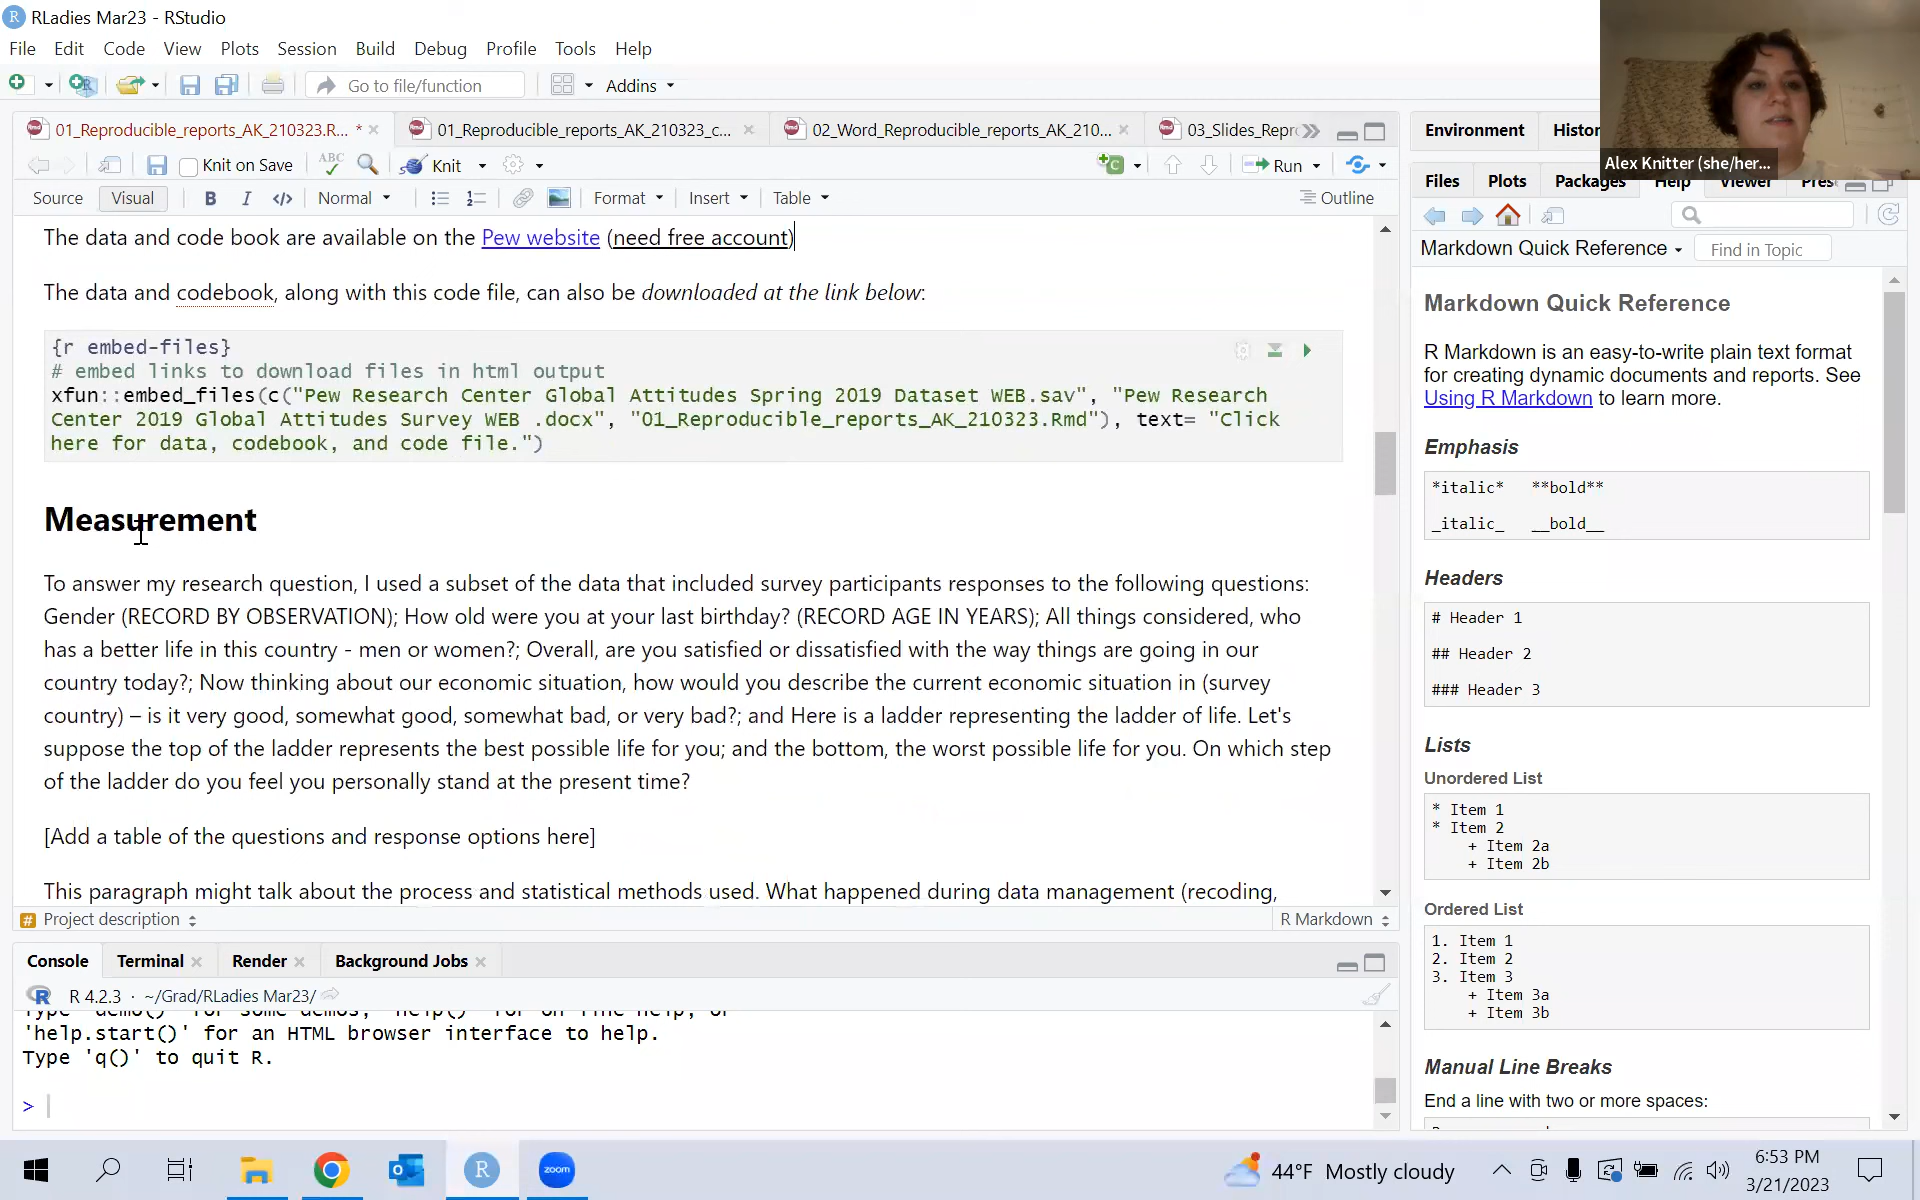 RLadies Mar23 - RStudio
File Edit Code View Plots Session Build Debug Profile Tools Help
Go to file/function Addins
01_Reproducible_reports_AK_210323.R... * 01_Reproducible_reports_AK_210323_c... 02_Word_Reproducible_reports_AK_210... 03_Slides_Repr
Knit on Save ABC Knit Run
Source Visual B I </> Normal Format Insert Table Outline
The data and code book are available on the Pew website (need free account)
The data and codebook, along with this code file, can also be downloaded at the link below:
{r embed-files}
# embed links to download files in html output
xfun::embed_files(c("Pew Research Center Global Attitudes Spring 2019 Dataset WEB.sav", "Pew Research
Center 2019 Global Attitudes Survey WEB .docx", "01_Reproducible_reports_AK_210323.Rmd"), text= "Click
here for data, codebook, and code file.")
Measurement
To answer my research question, I used a subset of the data that included survey participants responses to the following questions:
Gender (RECORD BY OBSERVATION); How old were you at your last birthday? (RECORD AGE IN YEARS); All things considered, who
has a better life in this country - men or women?; Overall, are you satisfied or dissatisfied with the way things are going in our
country today?; Now thinking about our economic situation, how would you describe the current economic situation in (survey
country) – is it very good, somewhat good, somewhat bad, or very bad?; and Here is a ladder representing the ladder of life. Let's
suppose the top of the ladder represents the best possible life for you; and the bottom, the worst possible life for you. On which step
of the ladder do you feel you personally stand at the present time?
[Add a table of the questions and response options here]
This paragraph might talk about the process and statistical methods used. What happened during data management (recoding,
# Project description R Markdown
Console Terminal Render Background Jobs
R 4.2.3 · ~/Grad/RLadies Mar23/
Type 'demo()' for some demos, 'help()' for on-line help, or
'help.start()' for an HTML browser interface to help.
Type 'q()' to quit R.
>
Alex Knitter (she/her...
Environment Histor
Files Plots Packages Help Viewer Pres
Markdown Quick Reference Find in Topic
Markdown Quick Reference
R Markdown is an easy-to-write plain text format
for creating dynamic documents and reports. See
Using R Markdown to learn more.
Emphasis
*italic* **bold**
_italic_ __bold__
Headers
# Header 1
## Header 2
### Header 3
Lists
Unordered List
* Item 1
* Item 2
+ Item 2a
+ Item 2b
Ordered List
1. Item 1
2. Item 2
3. Item 3
+ Item 3a
+ Item 3b
Manual Line Breaks
End a line with two or more spaces:
zoom
44°F Mostly cloudy
6:53 PM
3/21/2023